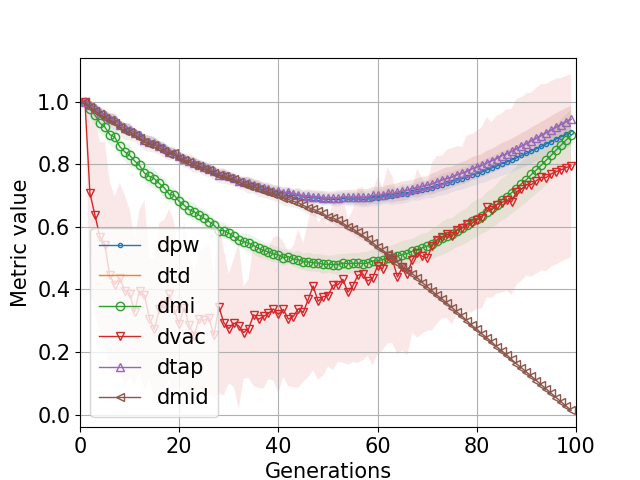 1.0
0.8
0.6
0.4
0.2
0.0
Metric value
dpw
dtd
dmi
dvac
dtap
dmid
0 20 40 60 80 100
Generations